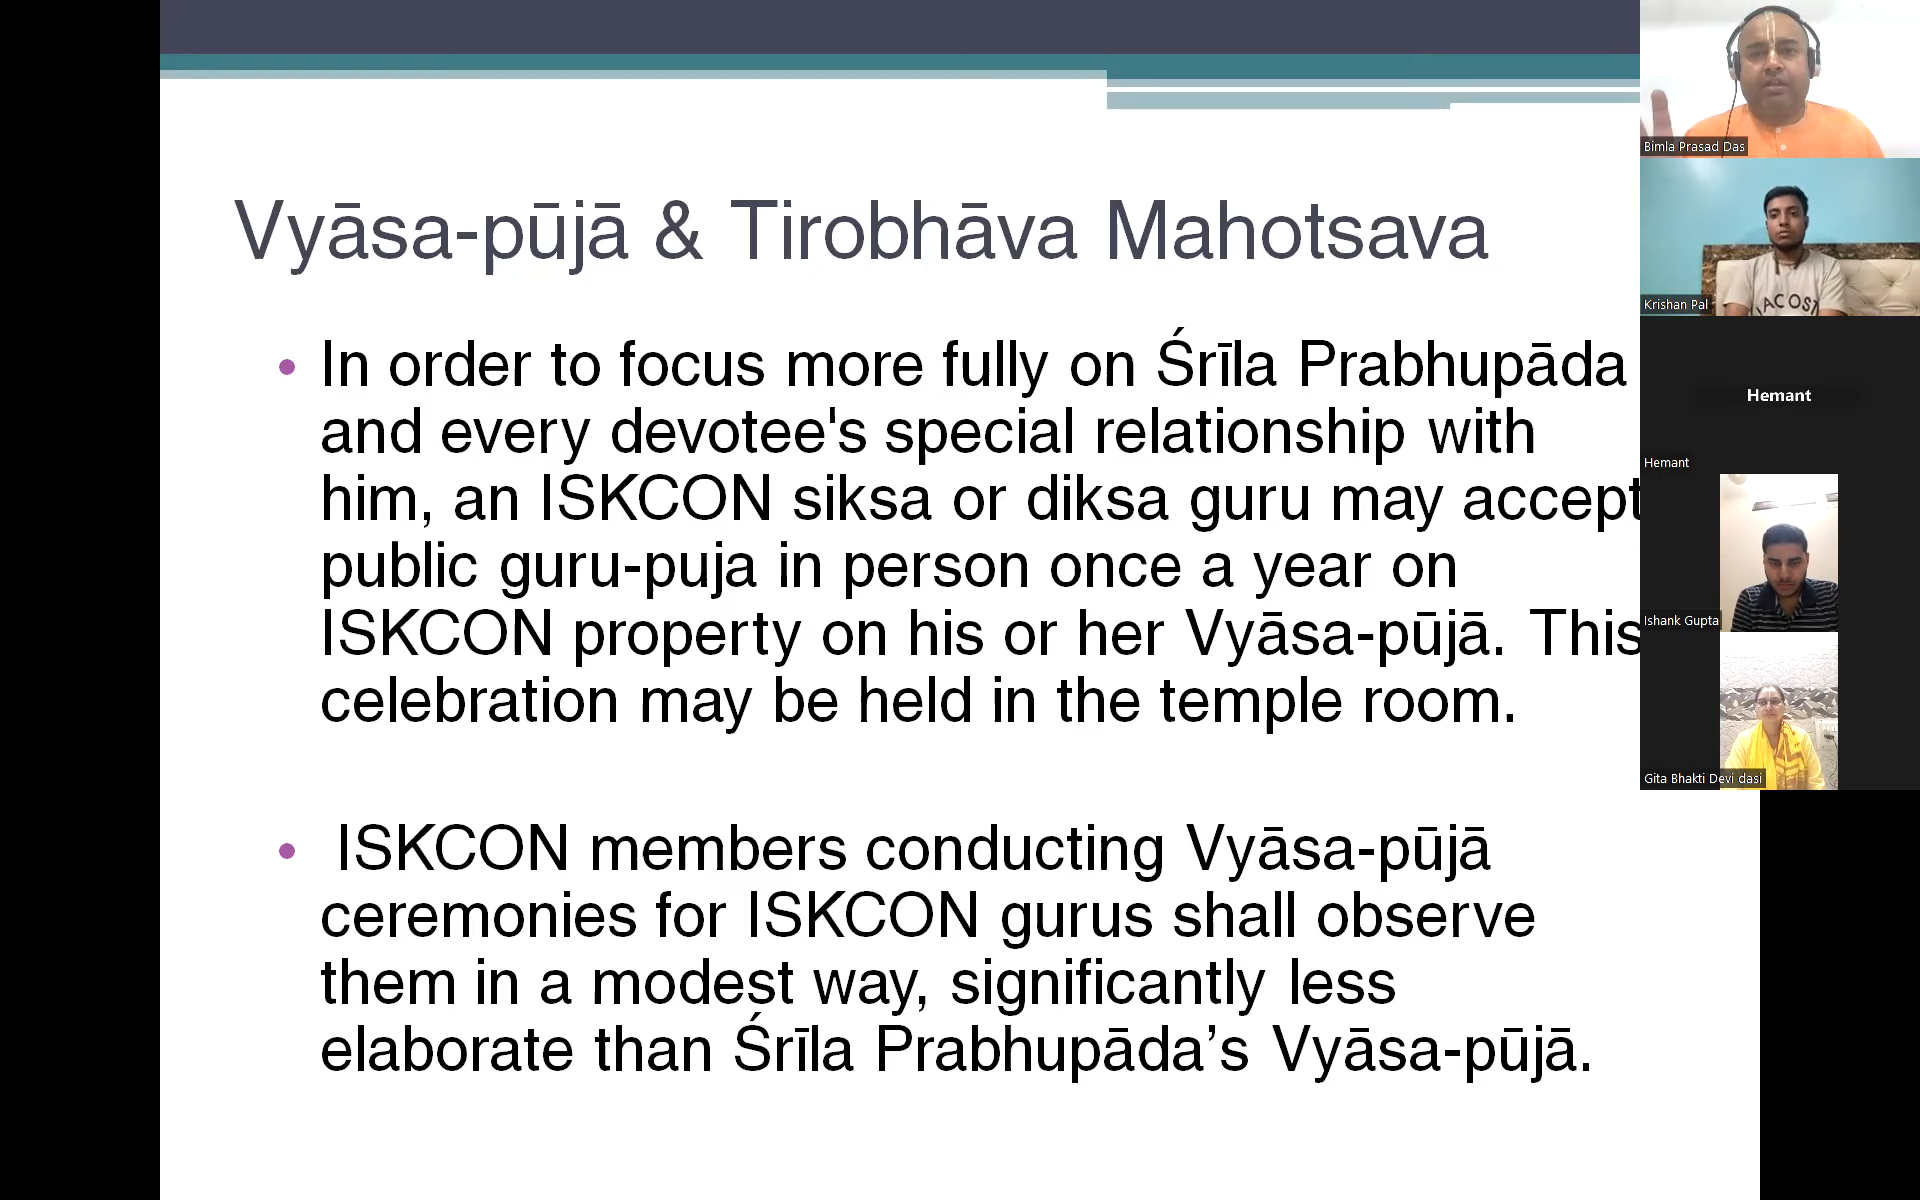 Vyāsa-pūjā & Tirobhāva Mahotsava
• In order to focus more fully on Śrīla Prabhupāda
and every devotee's special relationship with
him, an ISKCON siksa or diksa guru may accept
public guru-puja in person once a year on
ISKCON property on his or her Vyāsa-pūjā. This
celebration may be held in the temple room.
• ISKCON members conducting Vyāsa-pūjā
ceremonies for ISKCON gurus shall observe
them in a modest way, significantly less
elaborate than Śrīla Prabhupāda’s Vyāsa-pūjā.
Bimla Prasad Das
ACOST
Krishan Pal
Hemant
Hemant
Ishank Gupta
Gita Bhakti Devi dasi